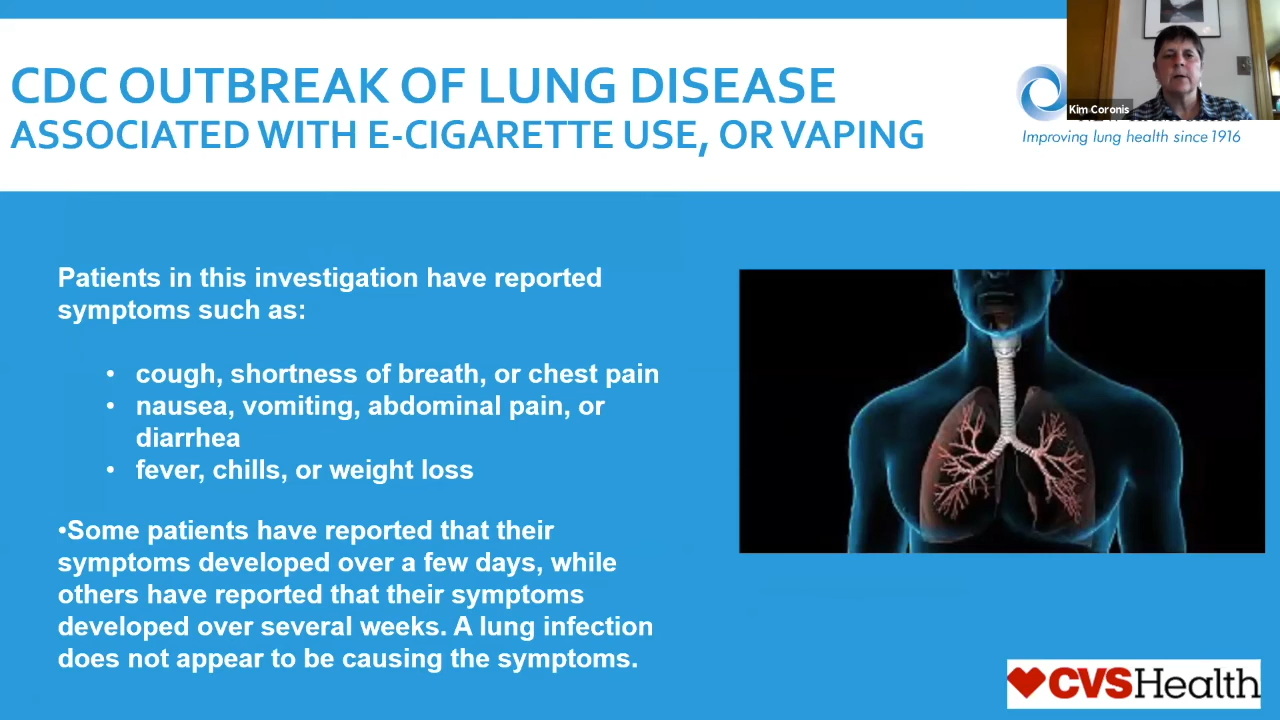 CDC OUTBREAK OF LUNG DISEASE
ASSOCIATED WITH E-CIGARETTE USE, OR VAPING
Kim Coronis
Improving lung health since 1916
Patients in this investigation have reported
symptoms such as:
• cough, shortness of breath, or chest pain
• nausea, vomiting, abdominal pain, or
diarrhea
• fever, chills, or weight loss
•Some patients have reported that their
symptoms developed over a few days, while
others have reported that their symptoms
developed over several weeks. A lung infection
does not appear to be causing the symptoms.
CVSHealth